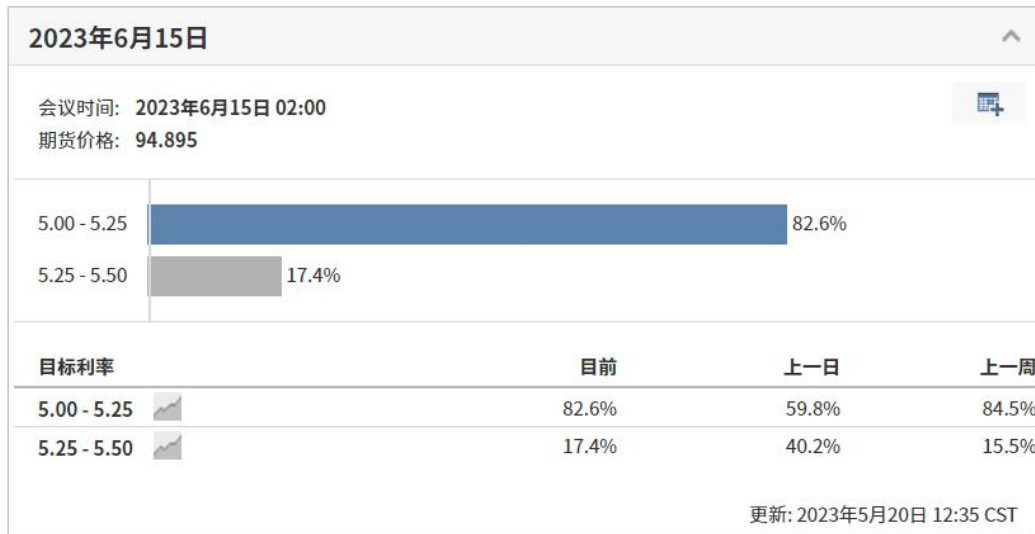 2023年6月15日
会议时间: 2023年6月15日 02:00
期货价格: 94.895
5.00 - 5.25 82.6%
5.25 - 5.50 17.4%
目标利率 目前 上一日 上一周
5.00 - 5.25 82.6% 59.8% 84.5%
5.25 - 5.50 17.4% 40.2% 15.5%
更新: 2023年5月20日 12:35 CST